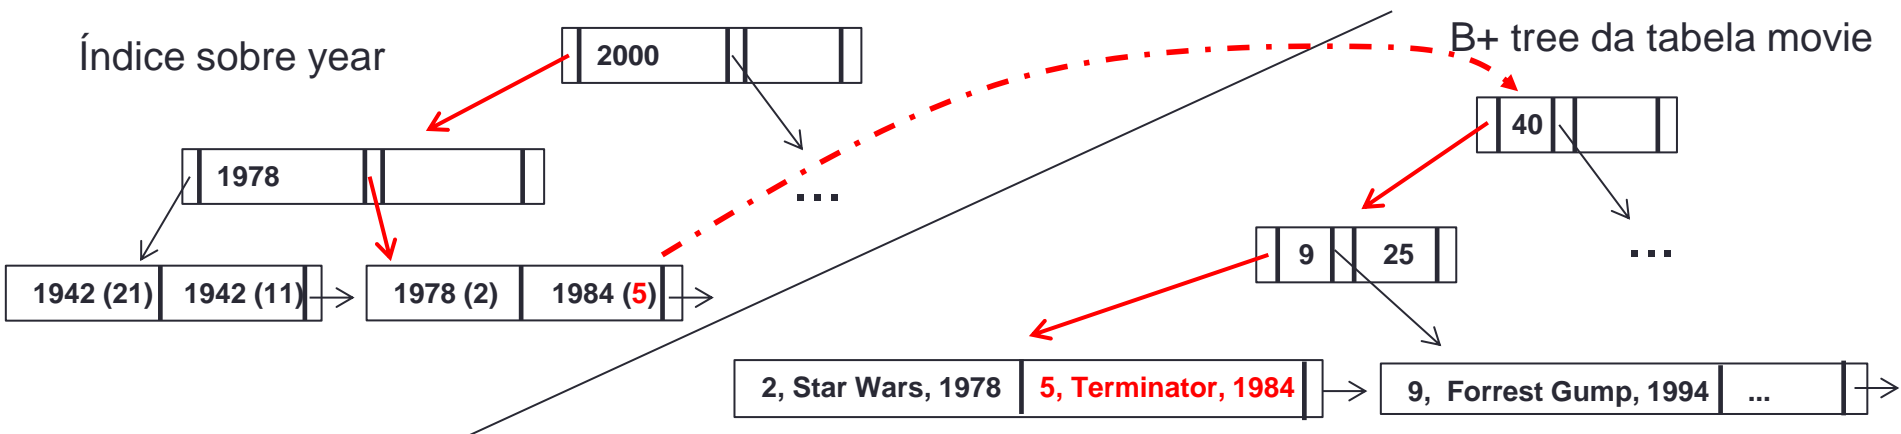 Índice sobre year
2000
1978
...
1942 (21) 1942 (11) 1978 (2) 1984 (5)
B+ tree da tabela movie
40
9 25
...
2, Star Wars, 1978 5, Terminator, 1984 9, Forrest Gump, 1994 ...